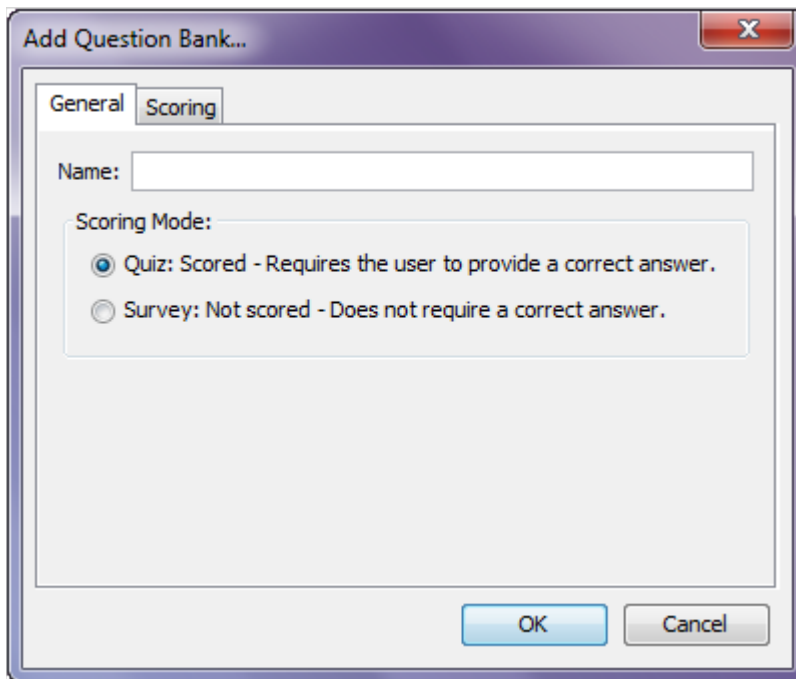 Add Question Bank...
General
Scoring
Name:
Scoring Mode:
Quiz: Scored - Requires the user to provide a correct answer.
Survey: Not scored - Does not require a correct answer.
OK
Cancel